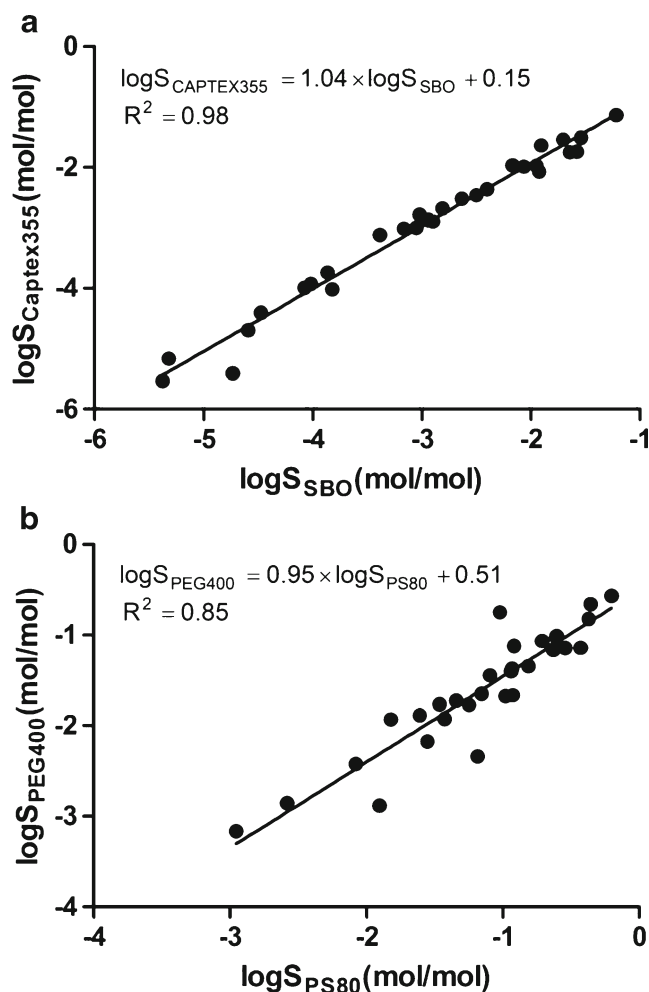 a
0
-2
-4
-6
logS_Captex355(mol/mol)
logS_CAPTEX355 = 1.04 × logS_SBO + 0.15
R² = 0.98
-6 -5 -4 -3 -2 -1
logS_SBO(mol/mol)
b
0
-1
-2
-3
-4
logS_PEG400(mol/mol)
logS_PEG400 = 0.95 × logS_PS80 + 0.51
R² = 0.85
-4 -3 -2 -1 0
logS_PS80(mol/mol)